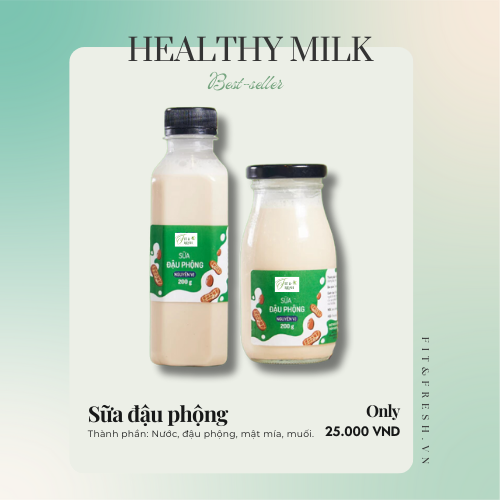 HEALTHY MILK
Best-seller
SỮA
ĐẬU PHỘNG
NGUYÊN VỊ
200 g
SỮA
ĐẬU PHỘNG
NGUYÊN VỊ
200 g
Sữa đậu phộng
Thành phần: Nước, đậu phộng, mật mía, muối.
Only
25.000 VND
FIT&FRESH.VN